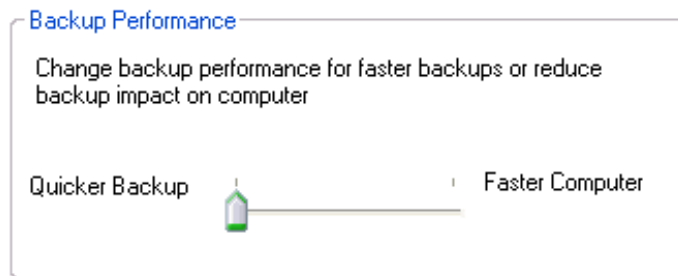 Backup Performance
Change backup performance for faster backups or reduce
backup impact on computer
Quicker Backup
Faster Computer